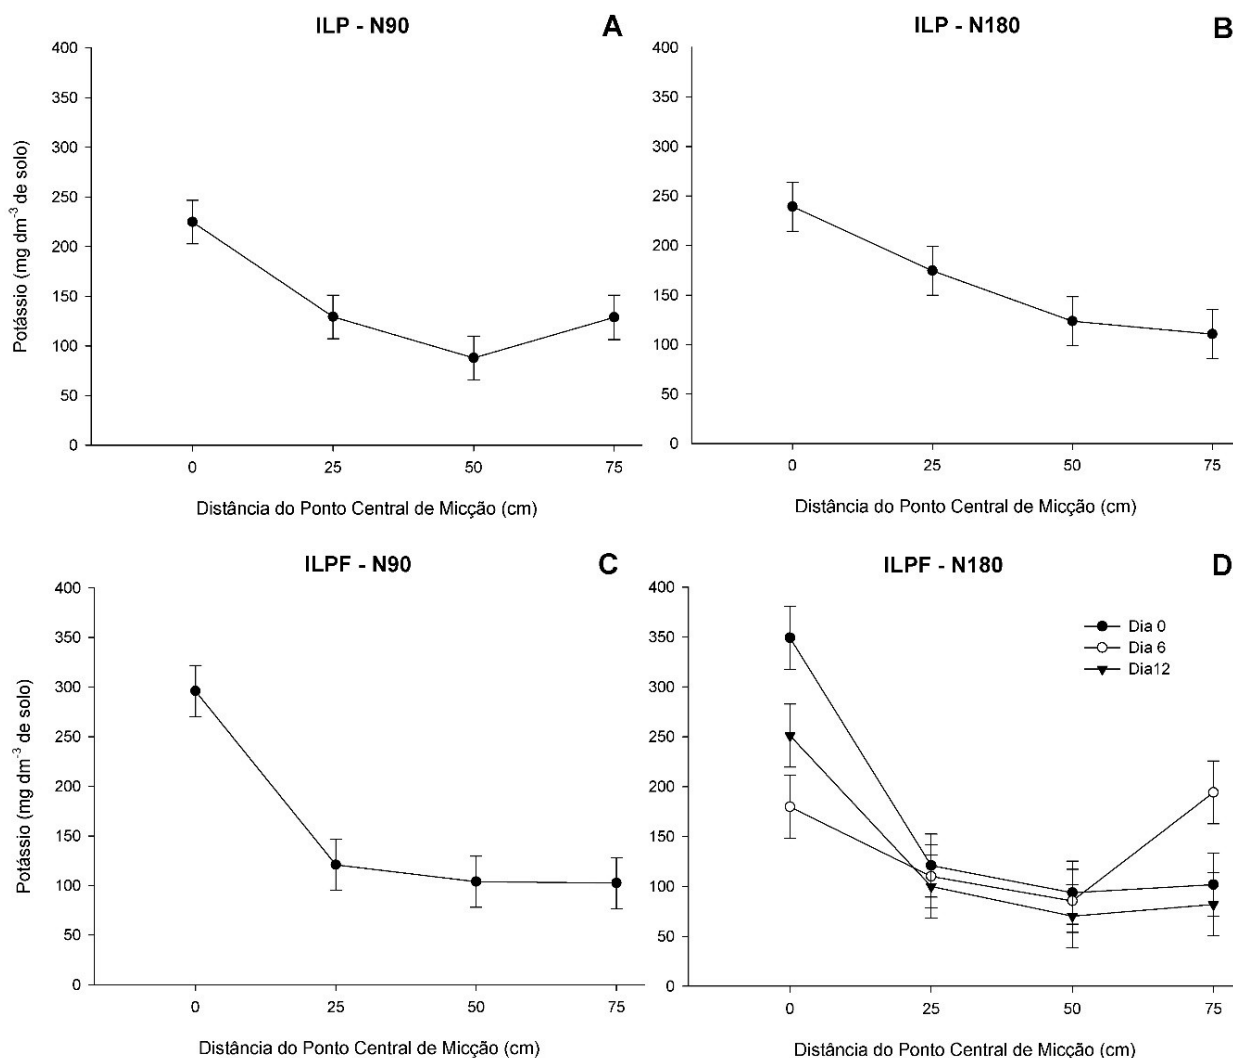 ILP - N90
A
400
350
300
250
200
150
100
50
0
Potássio (mg dm⁻³ de solo)
0 25 50 75
Distância do Ponto Central de Micção (cm)
ILP - N180
B
400
350
300
250
200
150
100
50
0
0 25 50 75
Distância do Ponto Central de Micção (cm)
ILPF - N90
C
400
350
300
250
200
150
100
50
0
Potássio (mg dm⁻³ de solo)
0 25 50 75
Distância do Ponto Central de Micção (cm)
ILPF - N180
D
400
350
300
250
200
150
100
50
0
Dia 0
Dia 6
Dia12
0 25 50 75
Distância do Ponto Central de Micção (cm)